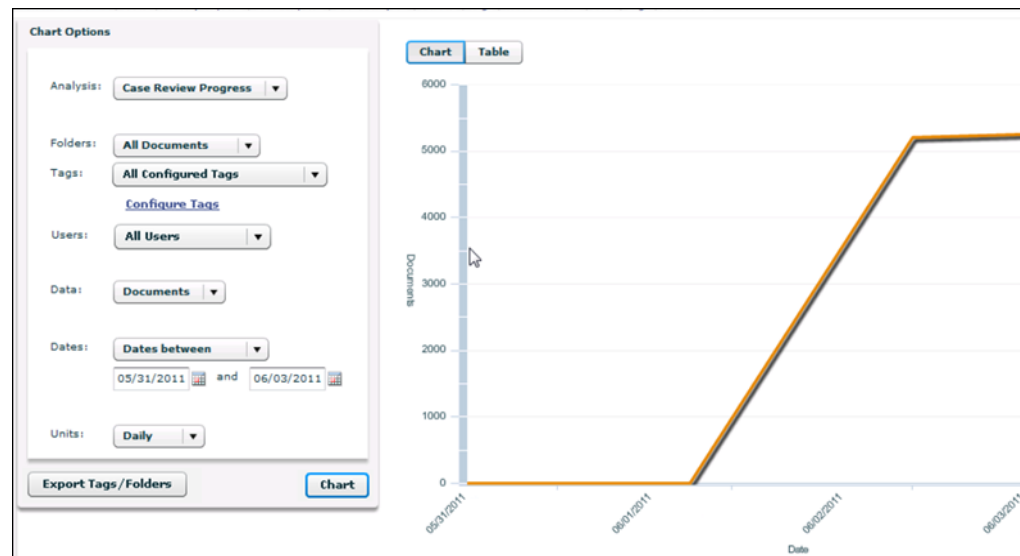 Chart Options
Analysis: Case Review Progress
Folders: All Documents
Tags: All Configured Tags
Configure Tags
Users: All Users
Data: Documents
Dates: Dates between
05/31/2011 and 06/03/2011
Units: Daily
Export Tags/Folders Chart
Chart Table
6000
5000
4000
3000
2000
1000
0
Documents
05/31/2011 06/01/2011 06/02/2011 06/03/2011
Date